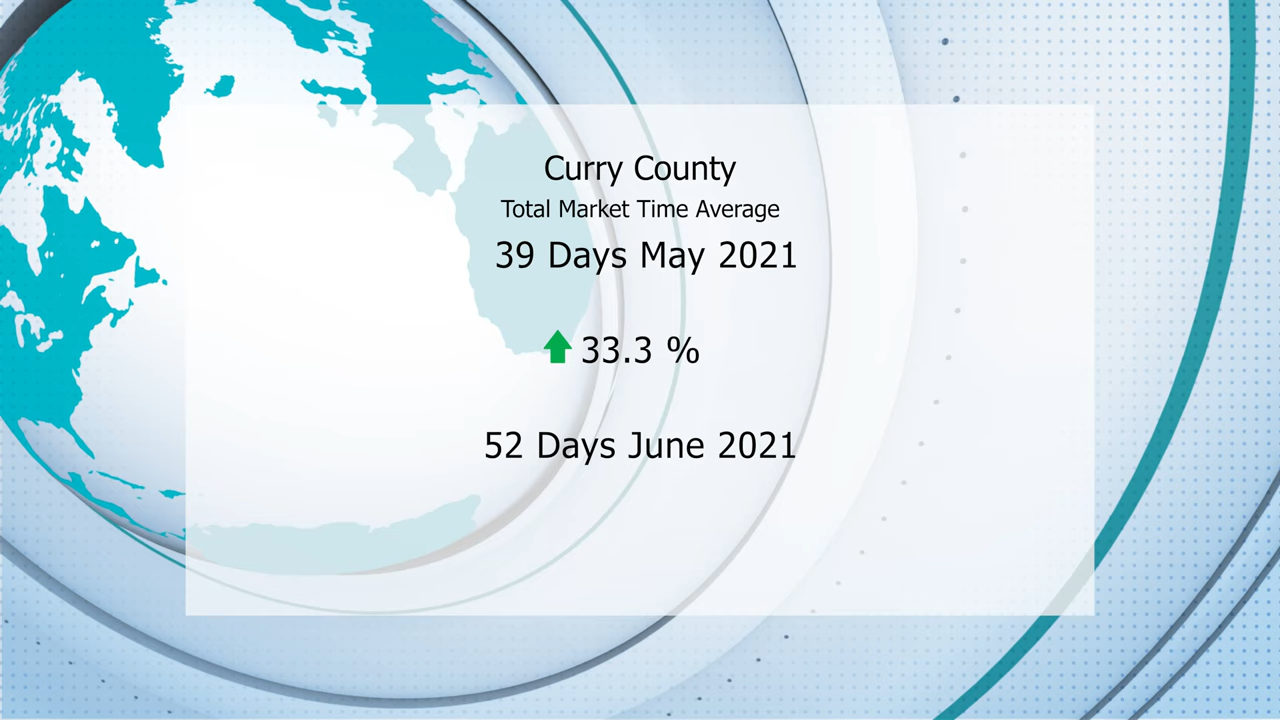 Curry County
Total Market Time Average
39 Days May 2021
33.3 %
52 Days June 2021